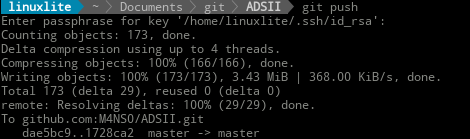 linuxlite ~ Documents git ADSII git push
Enter passphrase for key '/home/linuxlite/.ssh/id_rsa':
Counting objects: 173, done.
Delta compression using up to 4 threads.
Compressing objects: 100% (166/166), done.
Writing objects: 100% (173/173), 3.43 MiB | 368.00 KiB/s, done.
Total 173 (delta 29), reused 0 (delta 0)
remote: Resolving deltas: 100% (29/29), done.
To github.com:M4NS0/ADSII.git
   dae5bc9..1728ca2  master -> master